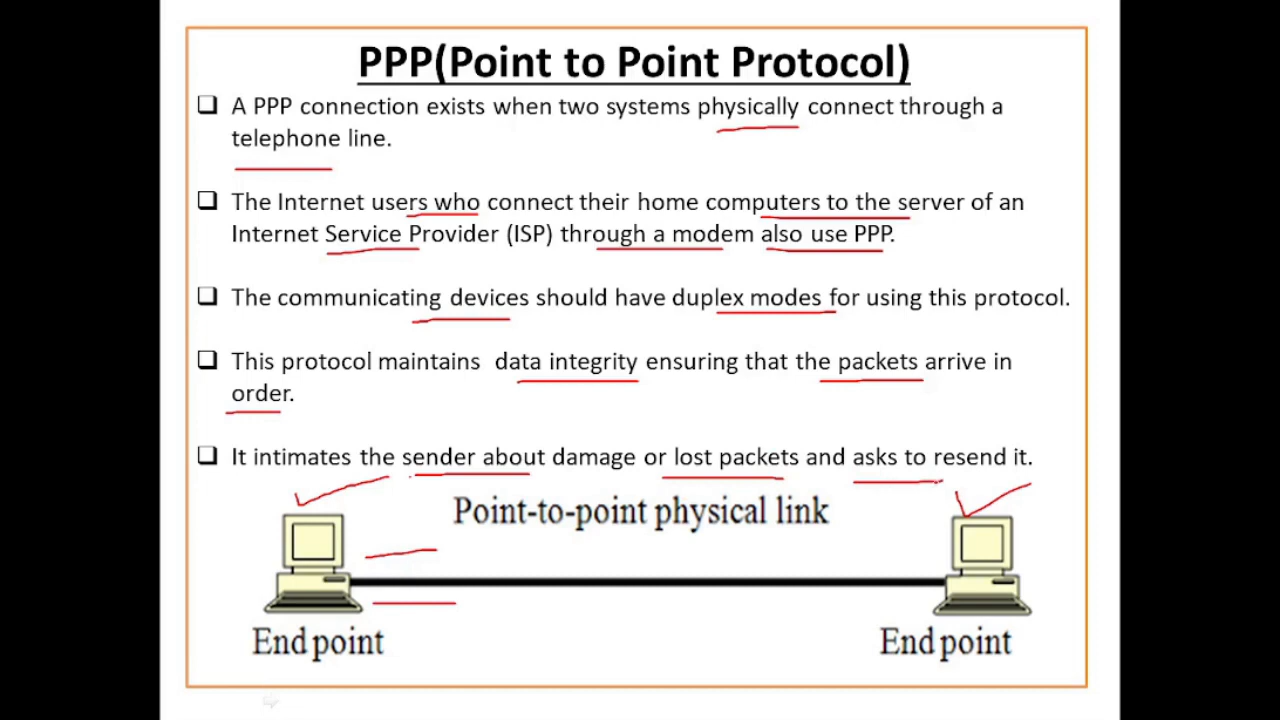 PPP(Point to Point Protocol)
A PPP connection exists when two systems physically connect through a
telephone line.
The Internet users who connect their home computers to the server of an
Internet Service Provider (ISP) through a modem also use PPP.
The communicating devices should have duplex modes for using this protocol.
This protocol maintains data integrity ensuring that the packets arrive in
order.
It intimates the sender about damage or lost packets and asks to resend it.
Point-to-point physical link
End point
End point